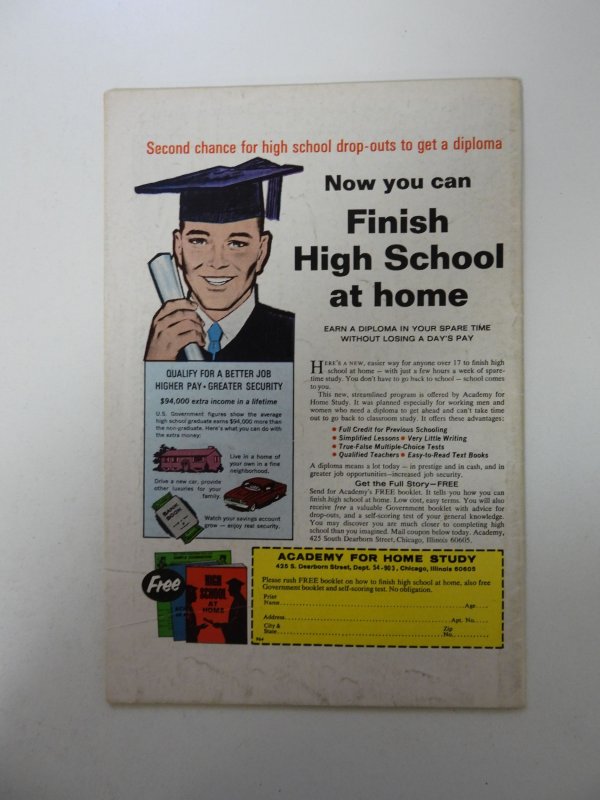 Second chance for high school drop-outs to get a diploma
Now you can
Finish
High School
at home
EARN A DIPLOMA IN YOUR SPARE TIME
WITHOUT LOSING A DAY'S PAY
HERE'S A NEW, easier way for anyone over 17 to finish high
school at home — with just a few hours a week of spare-
time study. You don't have to go back to school — school comes
to you.
This new, streamlined program is offered by Academy for
Home Study. It was planned especially for working men and
women who need a diploma to get ahead and can't take time
out to go back to classroom study. It offers these advantages:
• Full Credit for Previous Schooling
• Simplified Lessons • Very Little Writing
• True-False Multiple-Choice Tests
• Qualified Teachers • Easy-to-Read Text Books
A diploma means a lot today — in prestige and in cash, and in
greater job opportunities—increased job security.
Get the Full Story—FREE
Send for Academy's FREE booklet. It tells you how you can
finish high school at home. Low cost, easy terms. You will also
receive free a valuable Government booklet with advice for
drop-outs, and a self-scoring test of your general knowledge.
You may discover you are much closer to completing high
school than you imagined. Mail coupon below today. Academy,
425 South Dearborn Street, Chicago, Illinois 60605.
QUALIFY FOR A BETTER JOB
HIGHER PAY • GREATER SECURITY
$94,000 extra income in a lifetime
U.S. Government figures show the average
high school graduate earns $94,000 more than
the non-graduate. Here's what you can do with
the extra money:
Live in a home of
your own in a fine
neighborhood.
Drive a new car, provide
other luxuries for your
family.
BANK
BOOK
Watch your savings account
grow — enjoy real security.
Free
HIGH
SCHOOL
AT
HOME
ACADEMY FOR HOME STUDY
425 S. Dearborn Street, Dept. 54-903, Chicago, Illinois 60605
Please rush FREE booklet on how to finish high school at home, also free
Government booklet and self-scoring test. No obligation.
Print
Name Age
Address Apt. No.
City & Zip
State No.